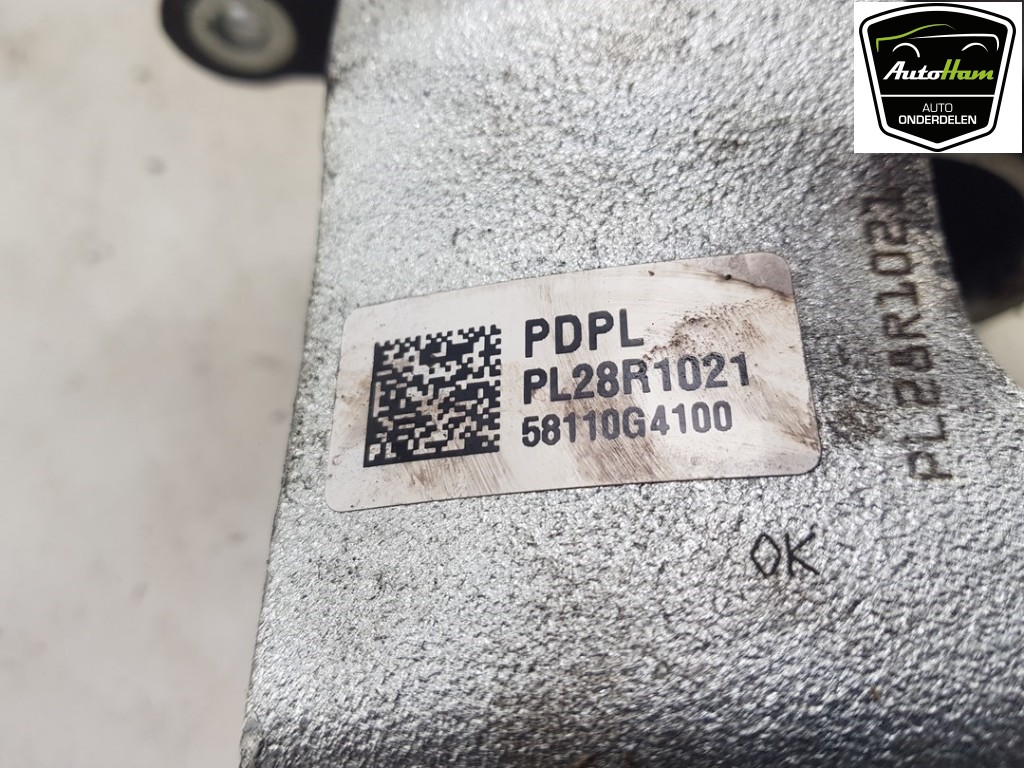 AutoHam
AUTO
ONDERDELEN
PDPL
PL28R1021
58110G4100
PL28R1021
OK